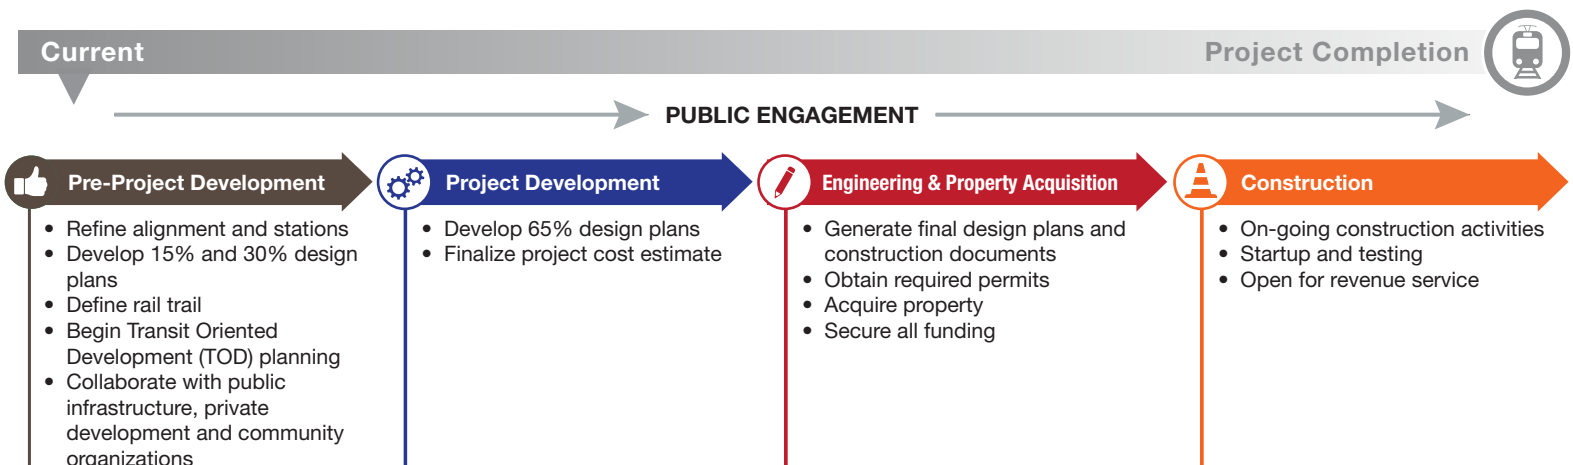 Current
Project Completion
PUBLIC ENGAGEMENT
Pre-Project Development
• Refine alignment and stations
• Develop 15% and 30% design
plans
• Define rail trail
• Begin Transit Oriented
Development (TOD) planning
• Collaborate with public
infrastructure, private
development and community
organizations
Project Development
• Develop 65% design plans
• Finalize project cost estimate
Engineering & Property Acquisition
• Generate final design plans and
construction documents
• Obtain required permits
• Acquire property
• Secure all funding
Construction
• On-going construction activities
• Startup and testing
• Open for revenue service